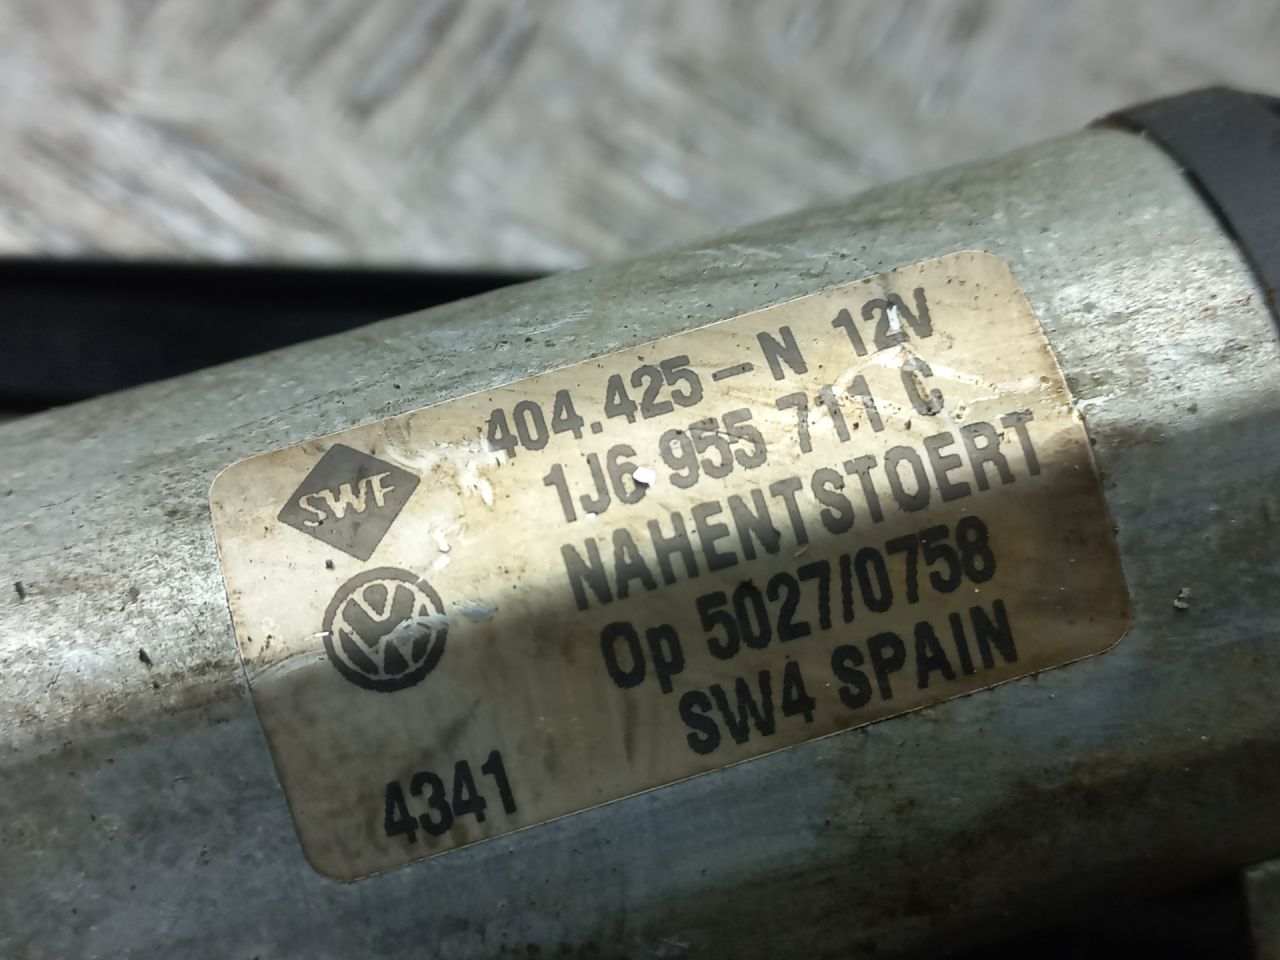 404.425-N 12V
1J6 955 711 C
SWF
NAHENTSTOERT
Op 5027/0758
SW4 SPAIN
4341